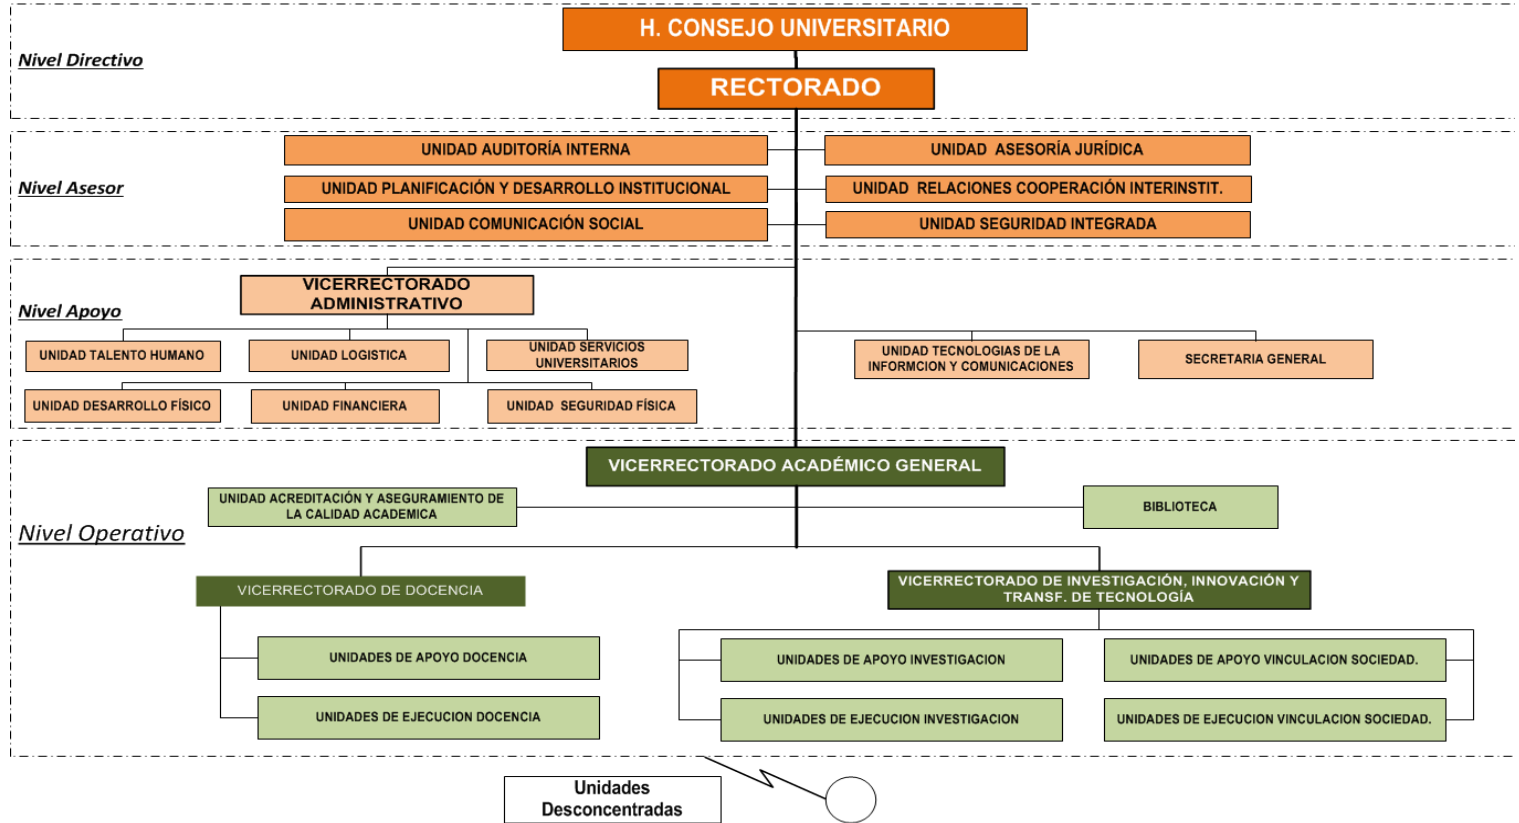 H. CONSEJO UNIVERSITARIO
Nivel Directivo
RECTORADO
UNIDAD AUDITORÍA INTERNA
UNIDAD ASESORÍA JURÍDICA
Nivel Asesor
UNIDAD PLANIFICACIÓN Y DESARROLLO INSTITUCIONAL
UNIDAD RELACIONES COOPERACIÓN INTERINSTIT.
UNIDAD COMUNICACIÓN SOCIAL
UNIDAD SEGURIDAD INTEGRADA
VICERRECTORADO
ADMINISTRATIVO
Nivel Apoyo
UNIDAD TALENTO HUMANO
UNIDAD LOGISTICA
UNIDAD SERVICIOS
UNIVERSITARIOS
UNIDAD TECNOLOGIAS DE LA
INFORMCION Y COMUNICACIONES
SECRETARIA GENERAL
UNIDAD DESARROLLO FÍSICO
UNIDAD FINANCIERA
UNIDAD SEGURIDAD FÍSICA
VICERRECTORADO ACADÉMICO GENERAL
UNIDAD ACREDITACIÓN Y ASEGURAMIENTO DE
LA CALIDAD ACADEMICA
BIBLIOTECA
Nivel Operativo
VICERRECTORADO DE DOCENCIA
VICERRECTORADO DE INVESTIGACIÓN, INNOVACIÓN Y
TRANSF. DE TECNOLOGÍA
UNIDADES DE APOYO DOCENCIA
UNIDADES DE APOYO INVESTIGACION
UNIDADES DE APOYO VINCULACION SOCIEDAD.
UNIDADES DE EJECUCION DOCENCIA
UNIDADES DE EJECUCION INVESTIGACION
UNIDADES DE EJECUCION VINCULACION SOCIEDAD.
Unidades
Desconcentradas